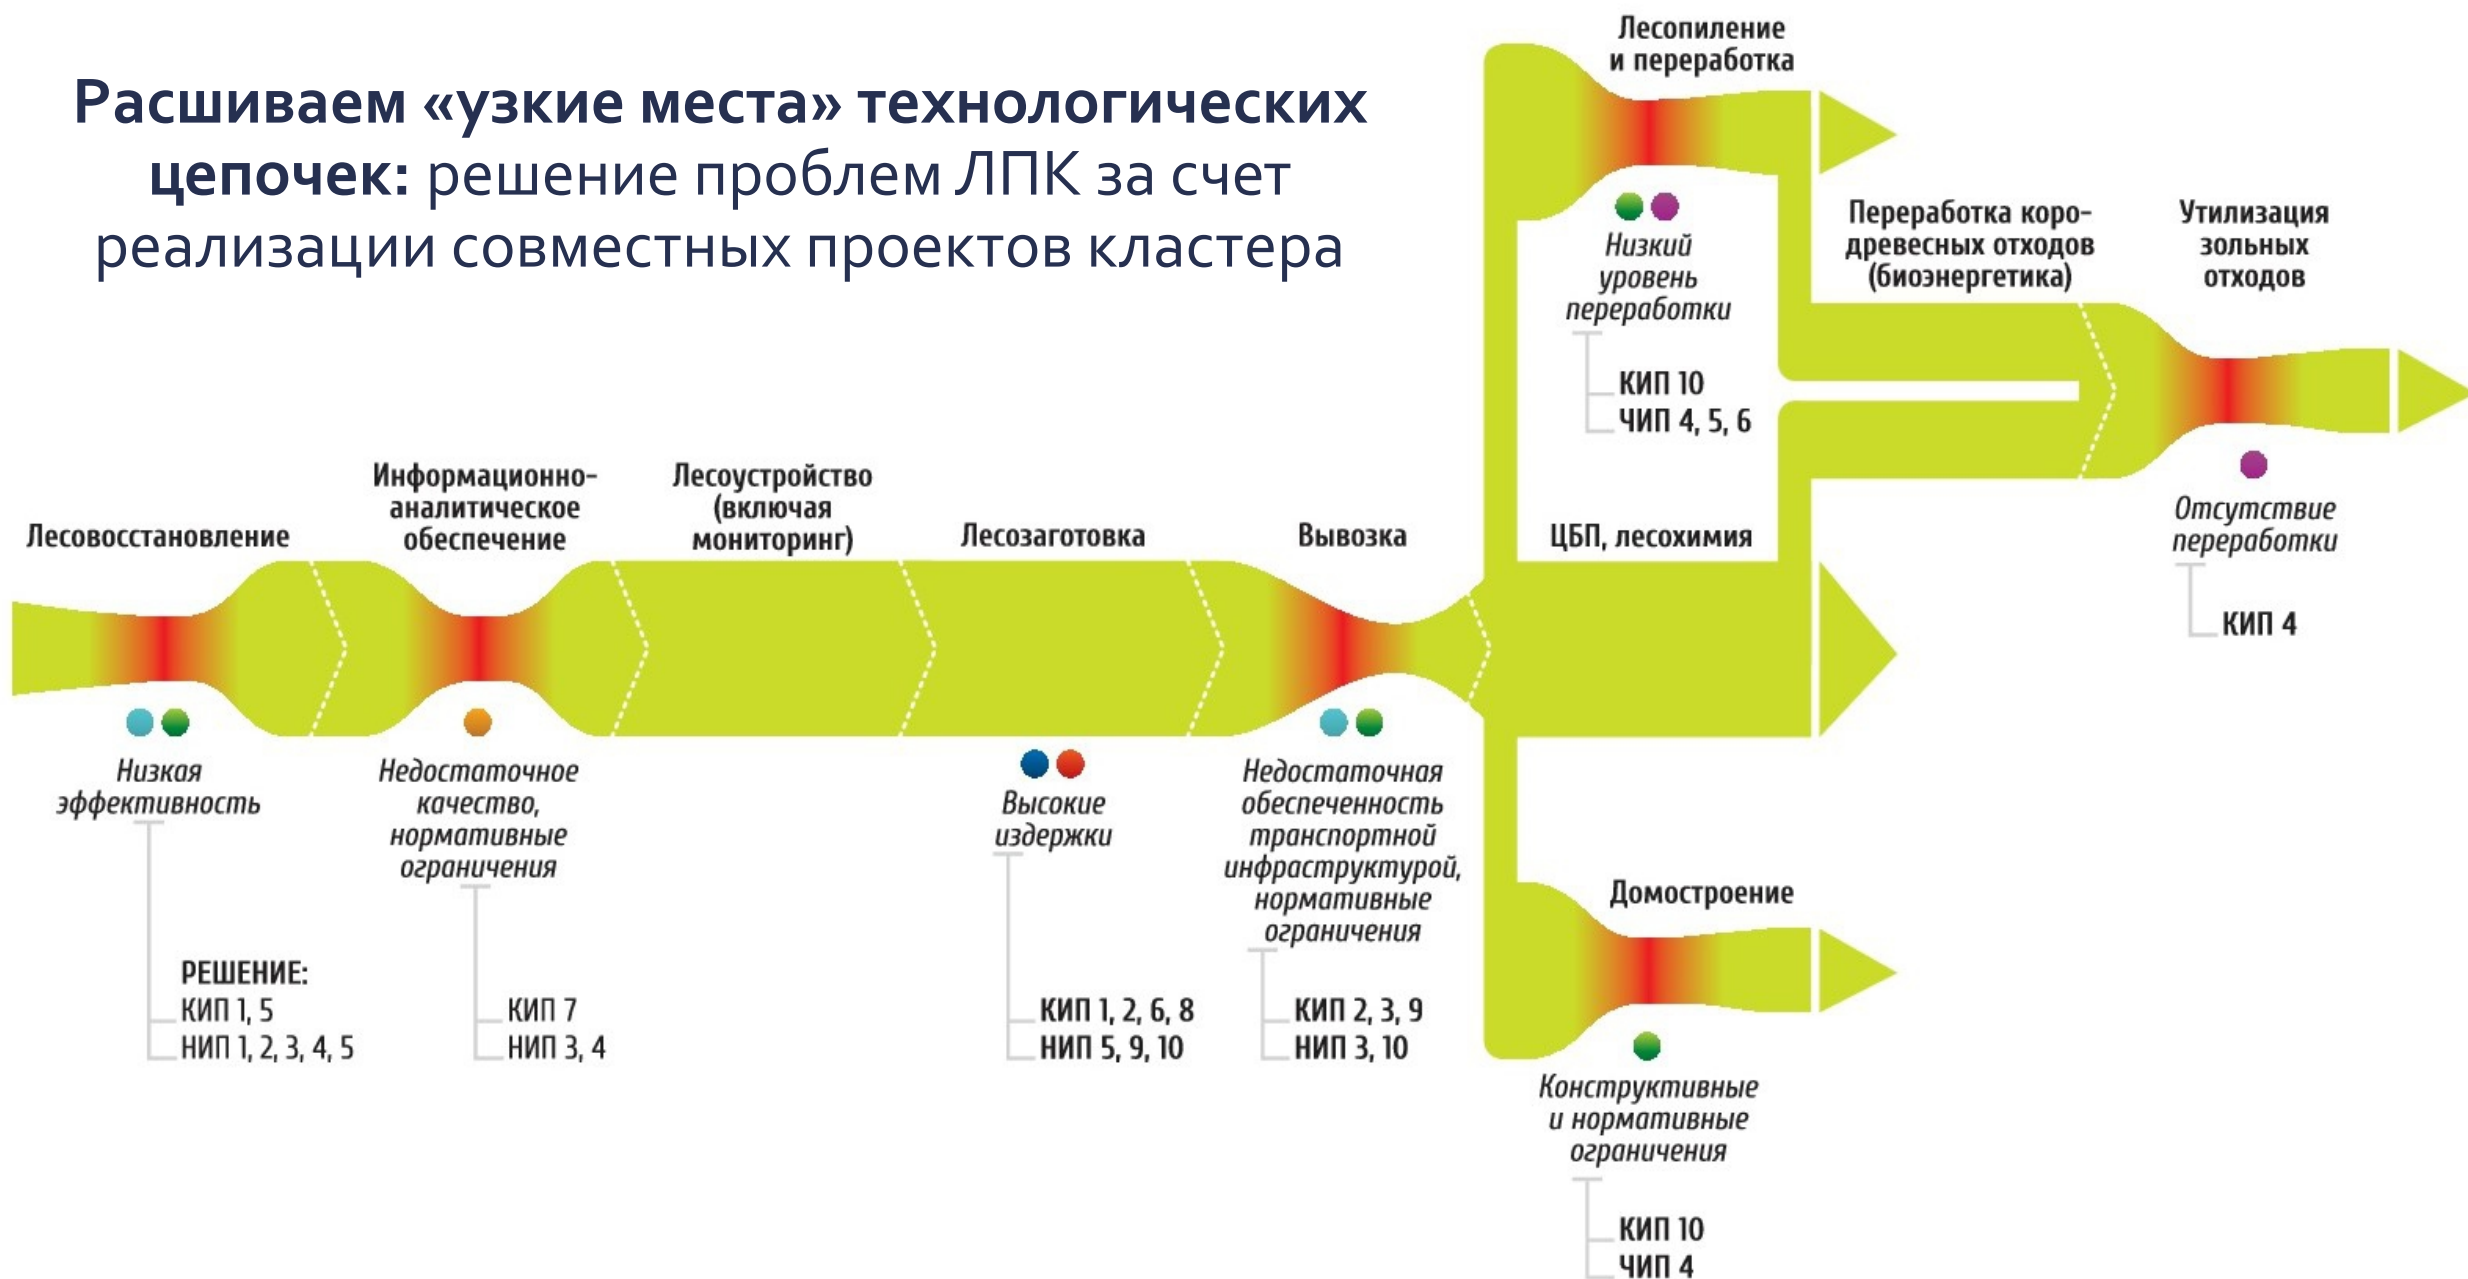 Расшиваем «узкие места» технологических
цепочек: решение проблем ЛПК за счет
реализации совместных проектов кластера
Лесопиление
и переработка
Низкий
уровень
переработки
КИП 10
ЧИП 4, 5, 6
Переработка коро-
древесных отходов
(биоэнергетика)
Утилизация
зольных
отходов
Отсутствие
переработки
КИП 4
Лесовосстановление
Низкая
эффективность
РЕШЕНИЕ:
КИП 1, 5
НИП 1, 2, 3, 4, 5
Информационно-
аналитическое
обеспечение
Недостаточное
качество,
нормативные
ограничения
КИП 7
НИП 3, 4
Лесоустройство
(включая
мониторинг)
Лесозаготовка
Высокие
издержки
КИП 1, 2, 6, 8
НИП 5, 9, 10
Вывозка
Недостаточная
обеспеченность
транспортной
инфраструктурой,
нормативные
ограничения
КИП 2, 3, 9
НИП 3, 10
ЦБП, лесохимия
Домостроение
Конструктивные
и нормативные
ограничения
КИП 10
ЧИП 4